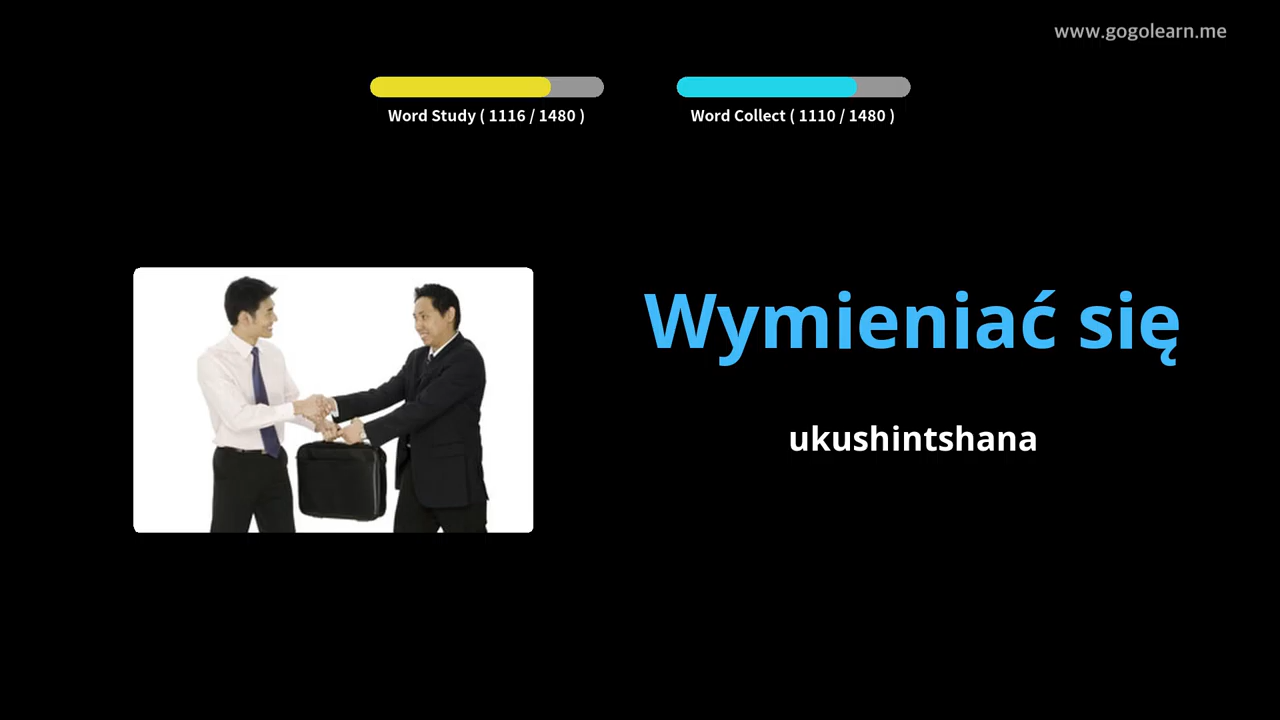 www.gogolearn.me
Word Study ( 1116 / 1480 )
Word Collect ( 1110 / 1480 )
Wymieniać się
ukushintshana